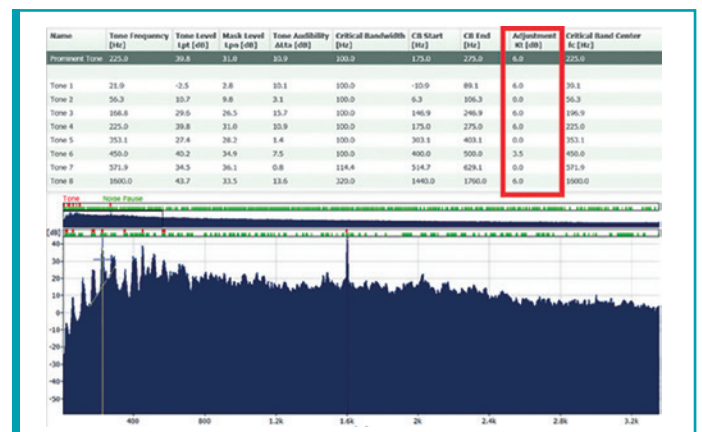 Name Tone Frequency [Hz] Tone Level Lpt [dB] Mask Level Lpn [dB] Tone Audibility ΔLta [dB] Critical Bandwidth [Hz] CB Start [Hz] CB End [Hz] Adjustment Kt [dB] Critical Band Center fc [Hz]
Prominent Tone 225.0 39.8 31.0 10.9 100.0 175.0 275.0 6.0 225.0
Tone 1 21.9 -2.5 2.8 10.1 100.0 -10.9 89.1 6.0 39.1
Tone 2 56.3 10.7 9.8 3.1 100.0 6.3 106.3 0.0 56.3
Tone 3 168.8 29.6 26.5 15.7 100.0 146.9 246.9 6.0 196.9
Tone 4 225.0 39.8 31.0 10.9 100.0 175.0 275.0 6.0 225.0
Tone 5 353.1 27.4 28.2 1.4 100.0 303.1 403.1 0.0 353.1
Tone 6 450.0 40.2 34.9 7.5 100.0 400.0 500.0 3.5 450.0
Tone 7 571.9 34.5 36.1 0.8 114.4 514.7 629.1 0.0 571.9
Tone 8 1600.0 43.7 33.5 13.6 320.0 1440.0 1760.0 6.0 1600.0
Tone Noise Pause
[dB]
40
30
20
10
0
-10
-20
-30
-40
-50
400 800 1.2k 1.6k 2k 2.4k 2.8k 3.2k